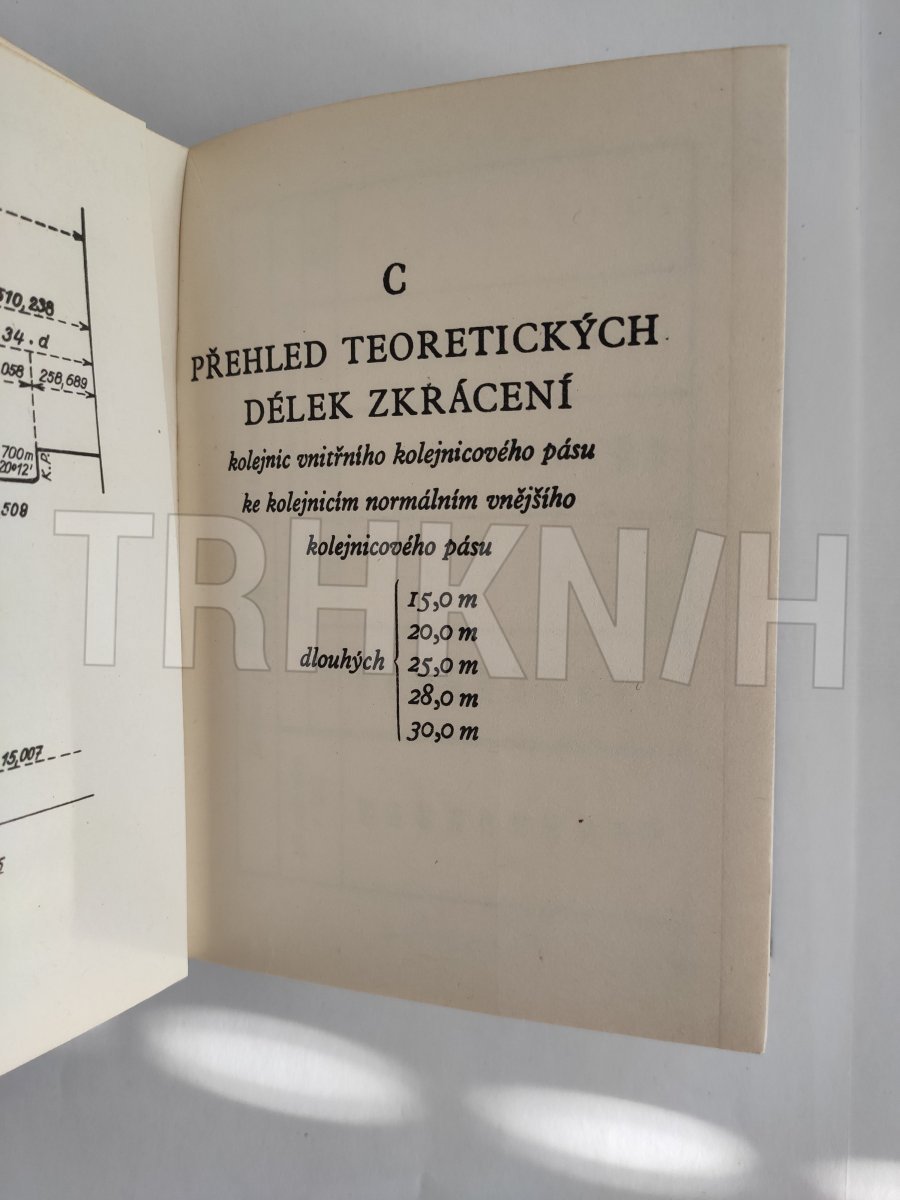 510,238
34.d
058
258,689
700m
20°12'
K.P.
508
15,007
C
PŘEHLED TEORETICKÝCH
DÉLEK ZKRÁCENÍ
kolejnic vnitřního kolejnicového pásu
ke kolejnicím normálním vnějšího
kolejnicového pásu
dlouhých
15,0 m
20,0 m
25,0 m
28,0 m
30,0 m
TRHKNIH